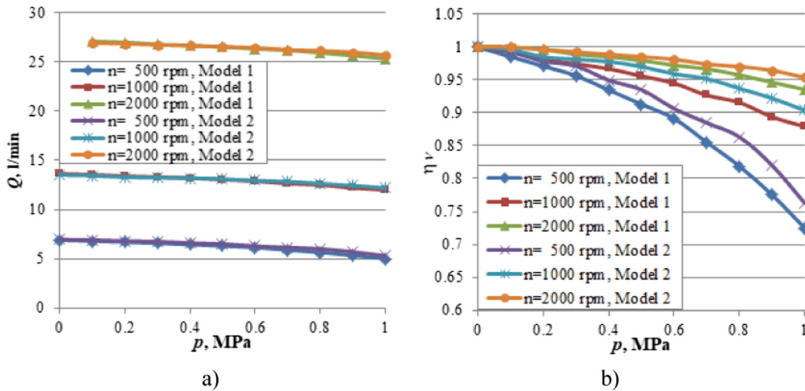 Q, l/min
30
25
20
15
10
5
0
n= 500 rpm, Model 1
n=1000 rpm, Model 1
n=2000 rpm, Model 1
n= 500 rpm, Model 2
n=1000 rpm, Model 2
n=2000 rpm, Model 2
0 0.2 0.4 0.6 0.8 1
p, MPa
a)
η v
1.05
1
0.95
0.9
0.85
0.8
0.75
0.7
0.65
0.6
n= 500 rpm, Model 1
n=1000 rpm, Model 1
n=2000 rpm, Model 1
n= 500 rpm, Model 2
n=1000 rpm, Model 2
n=2000 rpm, Model 2
0 0.2 0.4 0.6 0.8 1
p, MPa
b)